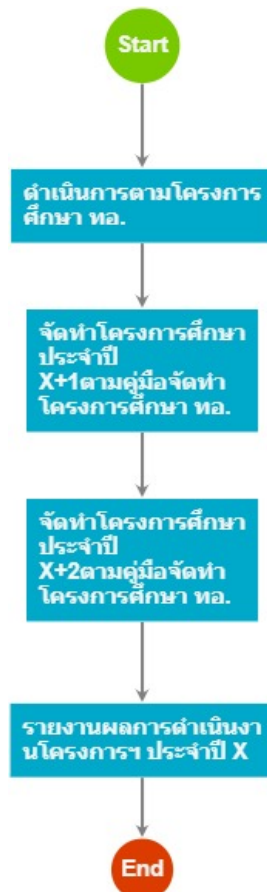 Start
ดำเนินการตามโครงการ
ศึกษา ทอ.
จัดทำโครงการศึกษา
ประจำปี
X+1ตามคู่มือจัดทำ
โครงการศึกษา ทอ.
จัดทำโครงการศึกษา
ประจำปี
X+2ตามคู่มือจัดทำ
โครงการศึกษา ทอ.
รายงานผลการดำเนินงา
นโครงการฯ ประจำปี X
End